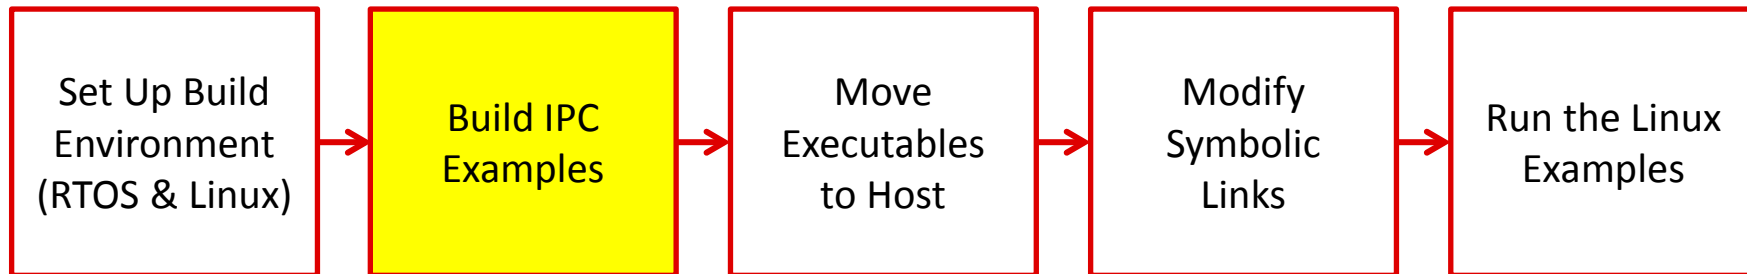 Set Up Build
Environment
(RTOS & Linux)
Build IPC
Examples
Move
Executables
to Host
Modify
Symbolic
Links
Run the Linux
Examples